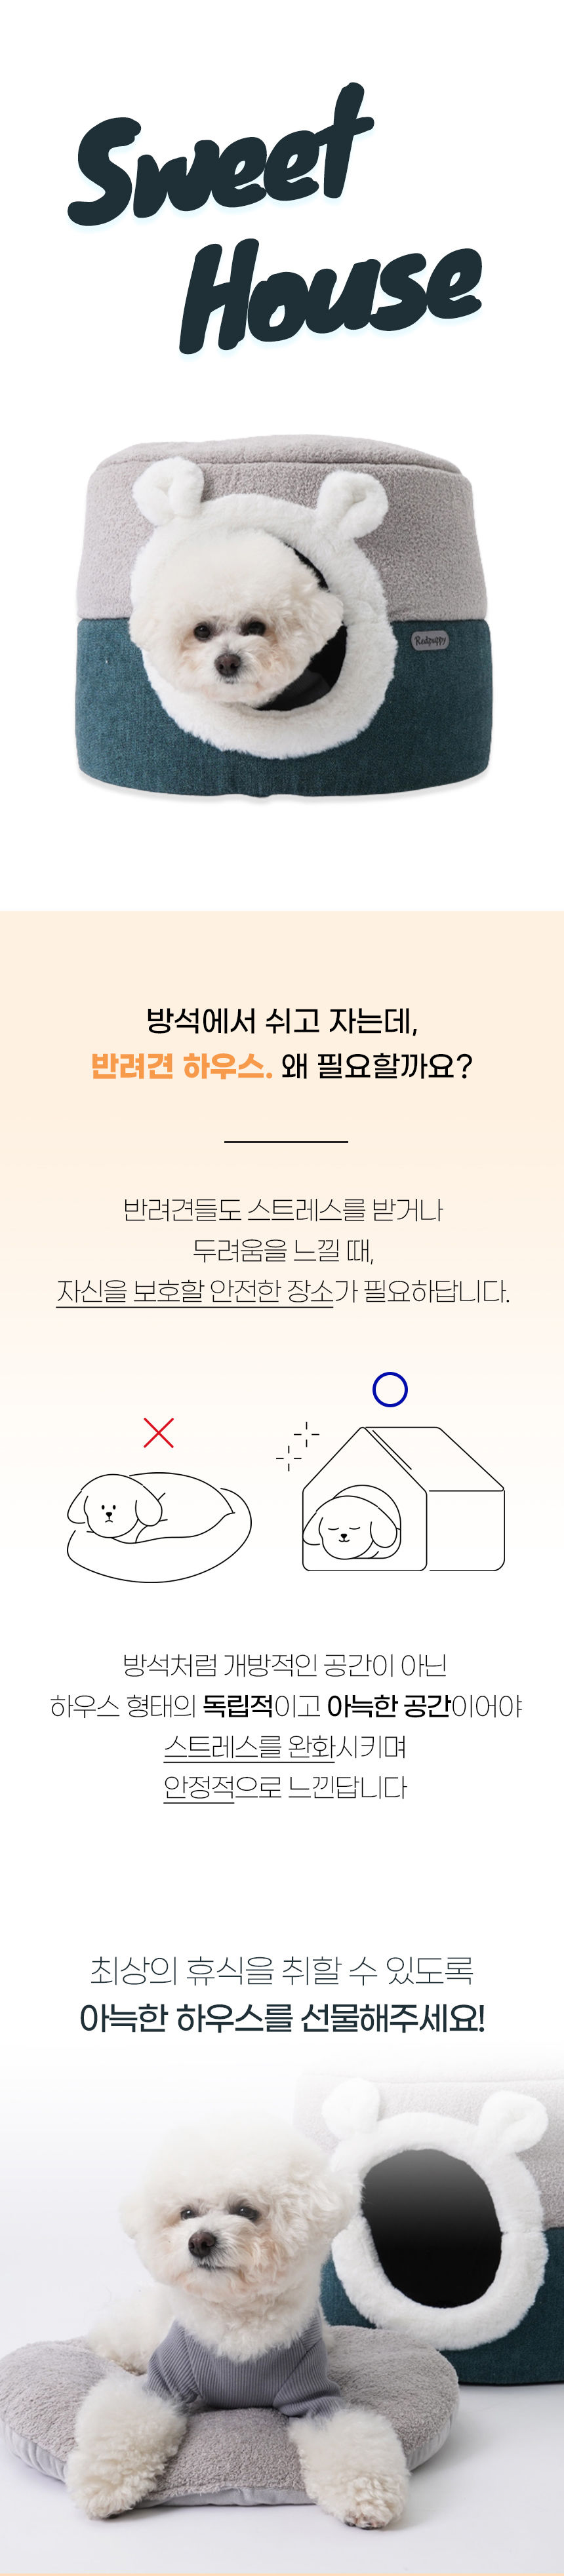 Sweet
House
Redpuppy
방석에서 쉬고 자는데,
반려견 하우스. 왜 필요할까요?
반려견들도 스트레스를 받거나
두려움을 느낄 때,
자신을 보호할 안전한 장소가 필요하답니다.
방석처럼 개방적인 공간이 아닌
하우스 형태의 독립적이고 아늑한 공간이어야
스트레스를 완화시키며
안정적으로 느낀답니다
최상의 휴식을 취할 수 있도록
아늑한 하우스를 선물해주세요!